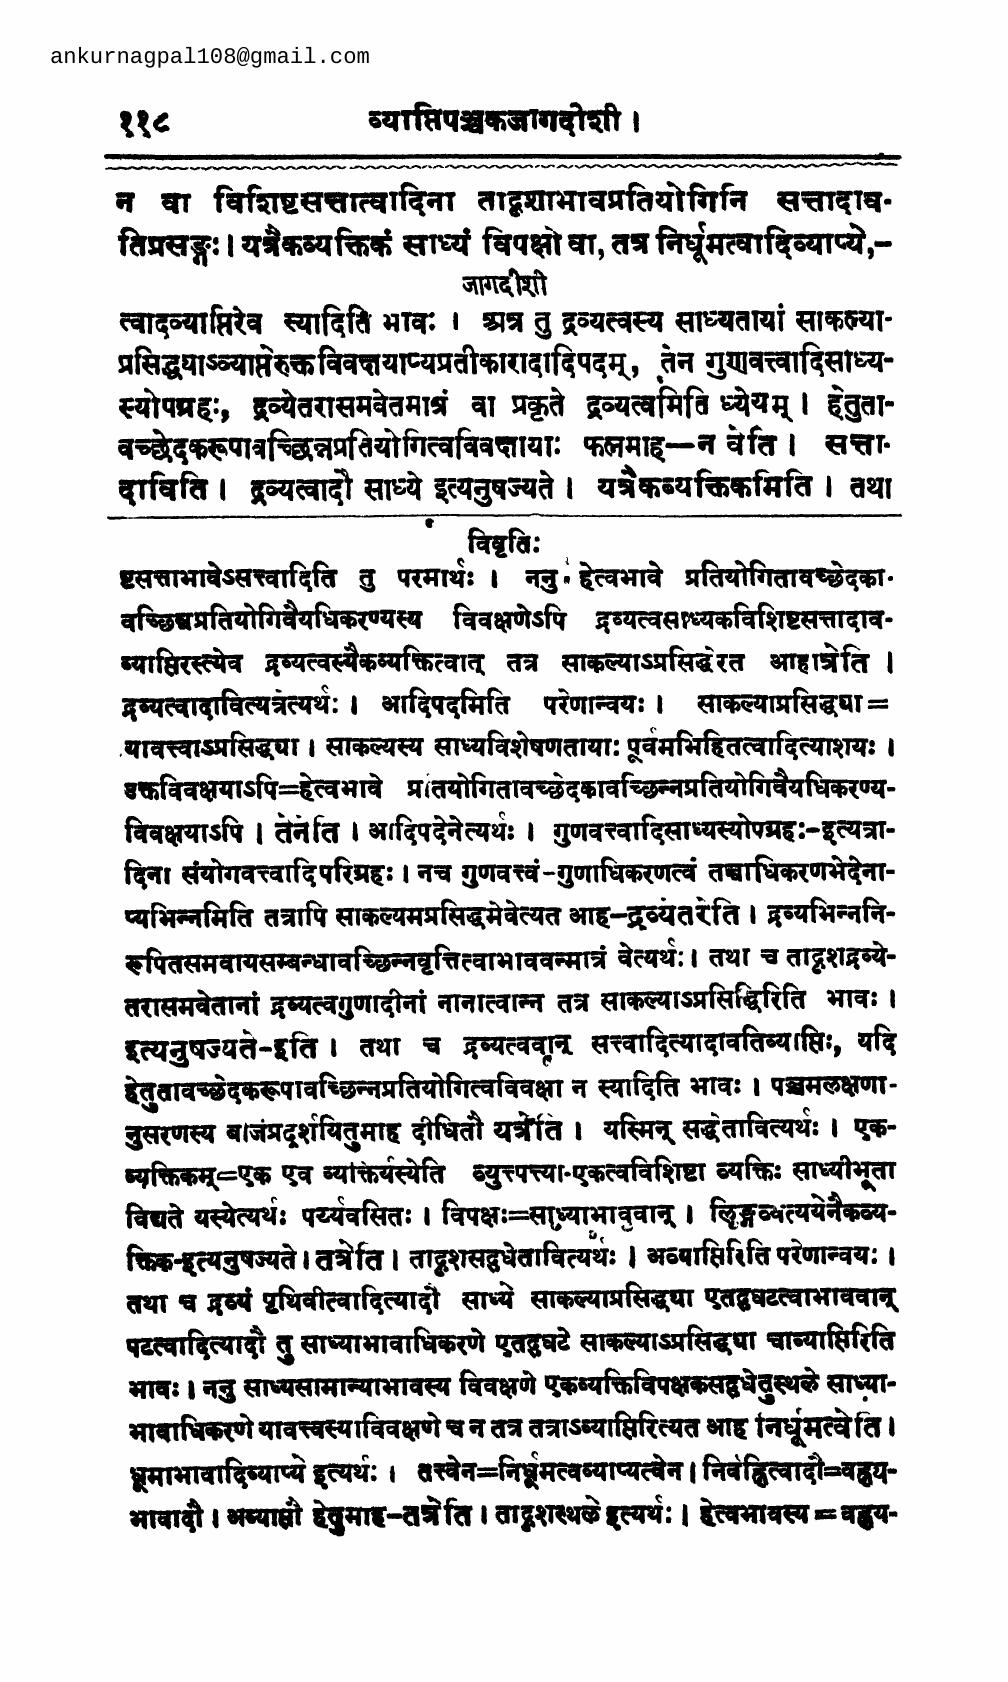 ankurnagpal108@gmail.com
११८ व्याप्तिपञ्चकजागदोशी ।
न वा विशिष्टसत्तात्वादिना तादृशाभावप्रतियोगिनि सत्तादाव-
तिप्रसङ्गः । यत्रैकव्यक्तिकं साध्यं विपक्षो वा, तत्र निर्धूमत्वादिव्याप्ये,–
जागदीशी
त्वादव्याप्तिरेव स्यादिति भावः । अत्र तु द्रव्यत्वस्य साध्यतायां साकल्या-
प्रसिद्धयाऽव्याप्तेरुक्तविवक्षयाप्यप्रतीकारादादिपदम्, तेन गुणवत्त्वादिसाध्य-
स्योपग्रहः, द्रव्येतरासमवेतमात्रं वा प्रकृते द्रव्यत्वमिति ध्येयम् । हेतुता-
वच्छेदकरूपावच्छिन्नप्रतियोगित्वविवक्षायाः फलमाह—न वेति । सत्ता-
दाविति । द्रव्यत्वादौ साध्ये इत्यनुषज्यते । यत्रैकव्यक्तिकमिति । तथा
विवृतिः
ष्टसत्ताभावेऽसत्त्वादिति तु परमार्थः । ननु हेत्वभावे प्रतियोगितावच्छेदका-
वच्छिन्नप्रतियोगिवैयधिकरण्यस्य विवक्षणेऽपि द्रव्यत्वसाध्यकविशिष्टसत्तादाव-
व्याप्तिरस्त्येव द्रव्यत्वस्यैकव्यक्तित्वात् तत्र साकल्याऽप्रसिद्धेरत आहात्रेति ।
द्रव्यत्वादावित्यत्रेत्यर्थः । आदिपदमिति परेणान्वयः । साकल्याप्रसिद्ध्या =
यावत्त्वाऽप्रसिद्ध्या । साकल्यस्य साध्यविशेषणतायाः पूर्वमभिहितत्वादित्याशयः ।
उक्तविवक्षयाऽपि=हेत्वभावे प्रतियोगितावच्छेदकावच्छिन्नप्रतियोगिवैयधिकरण्य-
विवक्षयाऽपि । तेनेति । आदिपदेनेत्यर्थः । गुणवत्त्वादिसाध्यस्योपग्रहः-इत्यत्रा-
दिना संयोगवत्त्वादिपरिग्रहः । नच गुणवत्त्वं-गुणाधिकरणत्वं तच्चाधिकरणभेदेना-
प्यभिन्नमिति तत्रापि साकल्यमप्रसिद्धमेवेत्यत आह–द्रव्येतरेति । द्रव्यभिन्ननि-
रूपितसमवायसम्बन्धावच्छिन्नवृत्तित्वाभाववन्मात्रं वेत्यर्थः । तथा च तादृशद्रव्ये-
तरासमवेतानां द्रव्यत्वगुणादीनां नानात्वान्न तत्र साकल्याऽप्रसिद्धिरिति भावः ।
इत्यनुषज्यते-इति । तथा च द्रव्यत्ववान् सत्त्वादित्यादावतिव्याप्तिः, यदि
हेतुतावच्छेदकरूपावच्छिन्नप्रतियोगित्वविवक्षा न स्यादिति भावः । पञ्चमलक्षणा-
नुसरणस्य बाजंप्रदर्शयितुमाह दीधितौ यत्रेति । यस्मिन् सद्धेतावित्यर्थः । एक-
व्यक्तिकम्=एक एव व्यक्तिर्यस्येति व्युत्त्पत्त्या-एकत्वविशिष्टा व्यक्तिः साध्यीभूता
विद्यते यस्येत्यर्थः पर्य्यवसितः । विपक्षः=साध्याभाववान् । लिङ्गव्यत्ययेनैकव्य-
क्तिक-इत्यनुषज्यते । तत्रेति । तादृशसद्धेतावित्यर्थः । अव्याप्तिरिति परेणान्वयः ।
तथा च द्रव्यं पृथिवीत्वादित्यादौ साध्ये साकल्याप्रसिद्ध्या एतद्घटत्वाभाववान्
पटत्वादित्यादौ तु साध्याभावाधिकरणे एतद्घटे साकल्याऽप्रसिद्ध्या चाव्याप्तिरिति
भावः । ननु साध्यसामान्याभावस्य विवक्षणे एकव्यक्तिविपक्षकसद्धेतुस्थले साध्या-
भावाधिकरणे यावत्त्वस्याविवक्षणे च न तत्र तत्राऽव्याप्तिरित्यत आह निर्धूमत्वेति ।
धूमाभावादिव्याप्ये इत्यर्थः । तत्त्वेन=निर्धूमत्वव्याप्यत्वेन । निर्वह्नित्वादौ=वह्न्य-
भावादौ । अव्याप्तौ हेतुमाह–तत्रेति । तादृशस्थले इत्यर्थः । हेत्वभावस्य = वह्न्य-